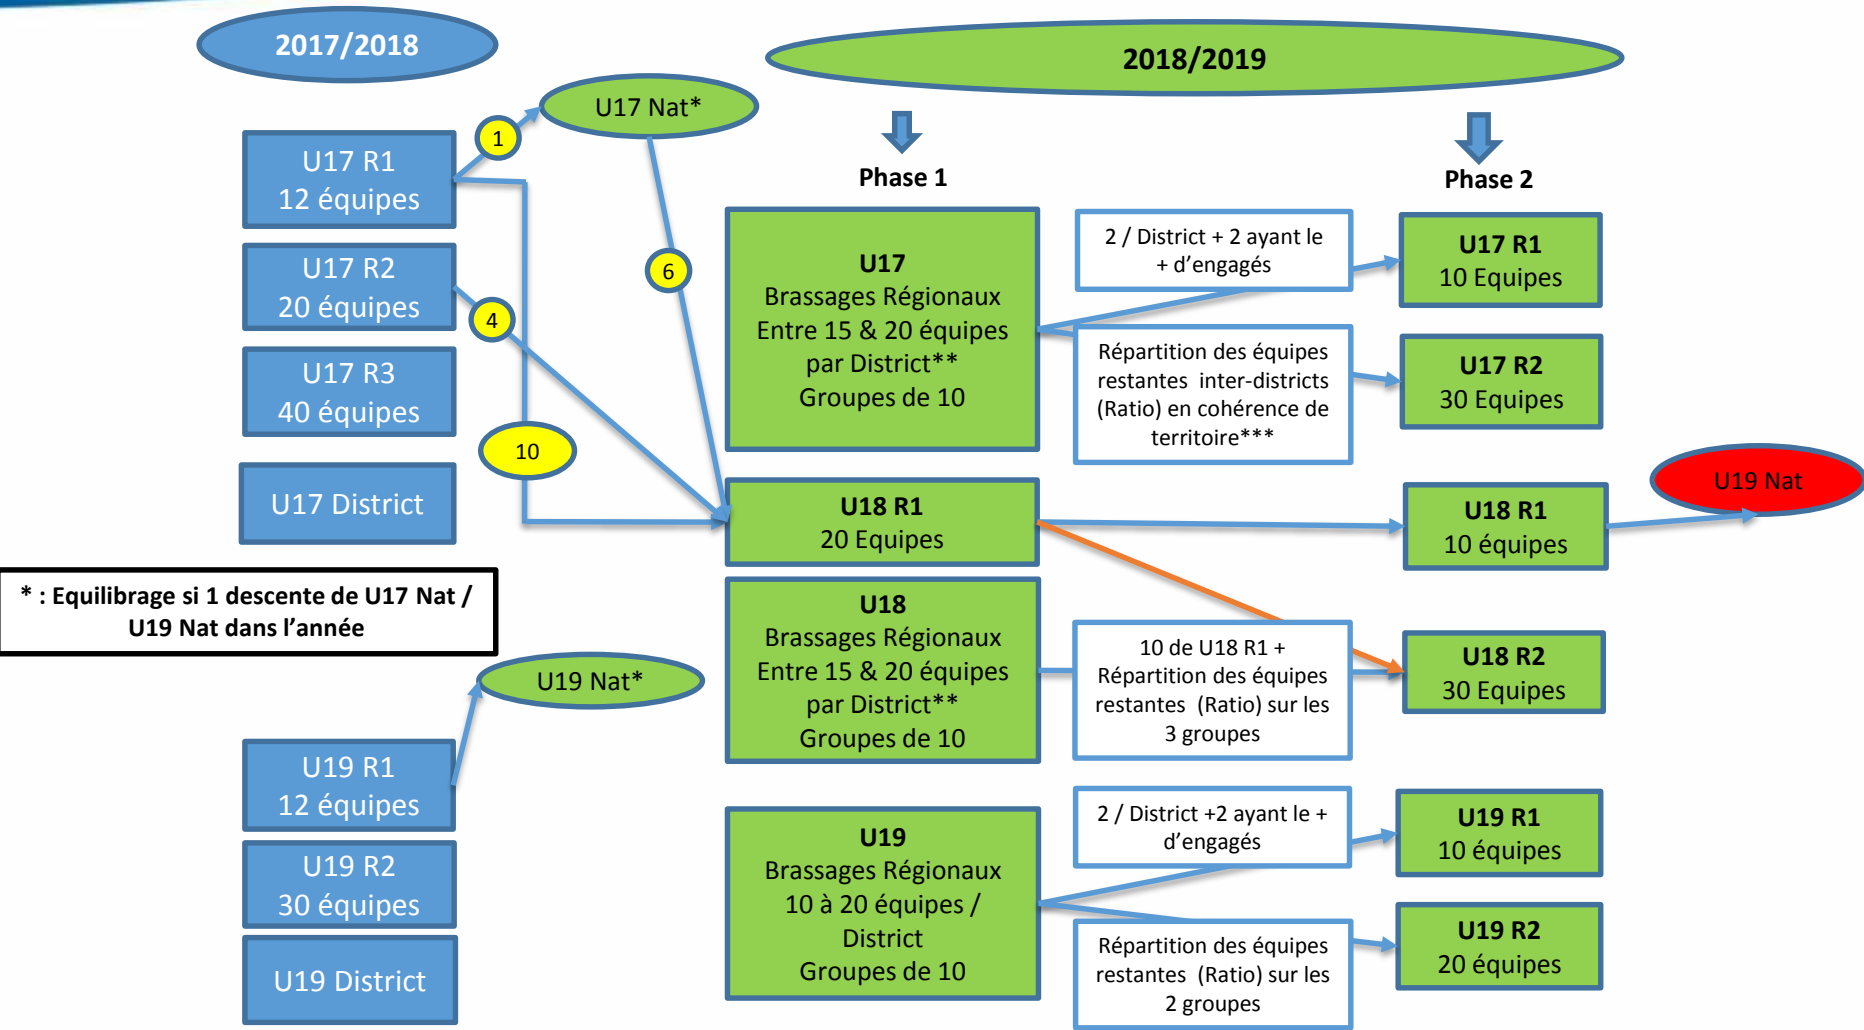 2017/2018
2018/2019
U17 Nat*
1
U17 R1
12 équipes
Phase 1
Phase 2
U17 R2
20 équipes
6
4
U17 R3
40 équipes
10
U17 District
U17
Brassages Régionaux
Entre 15 & 20 équipes
par District**
Groupes de 10
2 / District + 2 ayant le
+ d'engagés
U17 R1
10 Equipes
Répartition des équipes
restantes inter-districts
(Ratio) en cohérence de
territoire***
U17 R2
30 Equipes
U18 R1
20 Equipes
U18 R1
10 équipes
U19 Nat
* : Equilibrage si 1 descente de U17 Nat /
U19 Nat dans l'année
U18
Brassages Régionaux
Entre 15 & 20 équipes
par District**
Groupes de 10
10 de U18 R1 +
Répartition des équipes
restantes (Ratio) sur les
3 groupes
U18 R2
30 Equipes
U19 Nat*
U19 R1
12 équipes
U19 R2
30 équipes
U19 District
U19
Brassages Régionaux
10 à 20 équipes /
District
Groupes de 10
2 / District +2 ayant le +
d'engagés
U19 R1
10 équipes
Répartition des équipes
restantes (Ratio) sur les
2 groupes
U19 R2
20 équipes